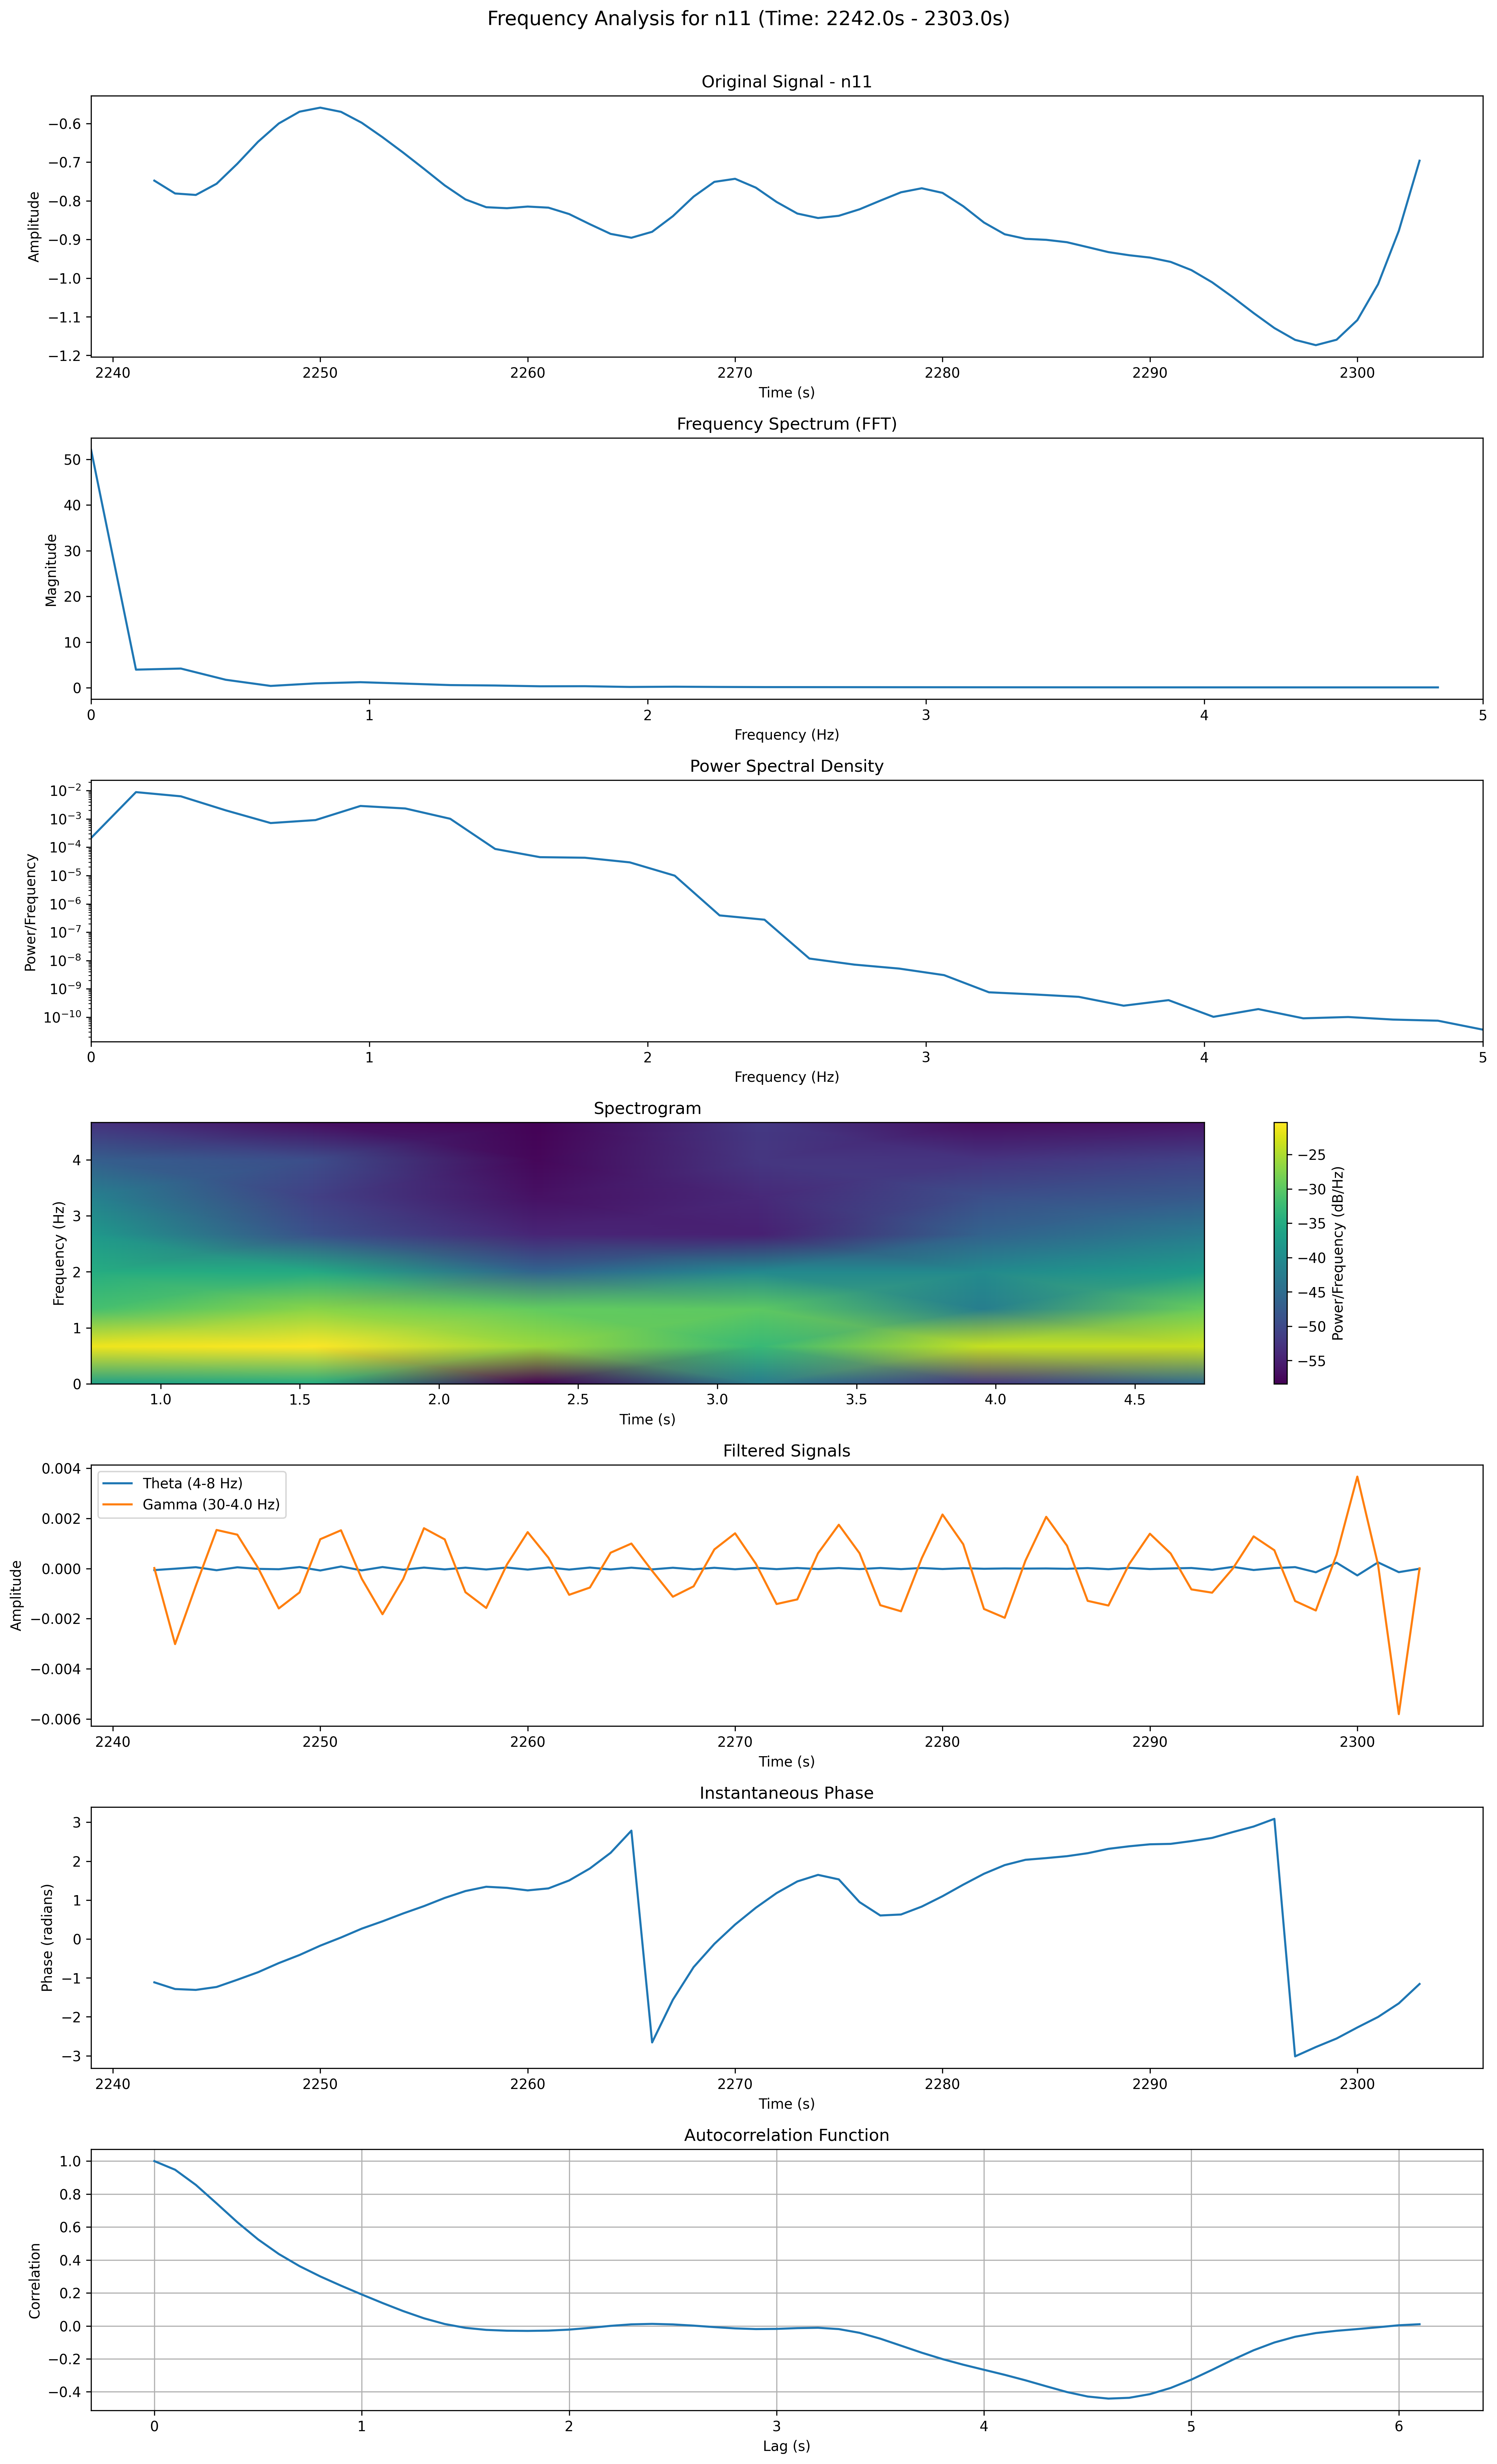 Frequency Analysis for n11 (Time: 2242.0s - 2303.0s)
Original Signal - n11
Amplitude
−0.6
−0.7
−0.8
−0.9
−1.0
−1.1
−1.2
2240 2250 2260 2270 2280 2290 2300
Time (s)
Frequency Spectrum (FFT)
Magnitude
50
40
30
20
10
0
0 1 2 3 4 5
Frequency (Hz)
Power Spectral Density
Power/Frequency
10⁻²
10⁻³
10⁻⁴
10⁻⁵
10⁻⁶
10⁻⁷
10⁻⁸
10⁻⁹
10⁻¹⁰
0 1 2 3 4 5
Frequency (Hz)
Spectrogram
Frequency (Hz)
4
3
2
1
0
1.0 1.5 2.0 2.5 3.0 3.5 4.0 4.5
Time (s)
−25
−30
−35
−40
−45
−50
−55
Power/Frequency (dB/Hz)
Filtered Signals
Theta (4-8 Hz)
Gamma (30-4.0 Hz)
Amplitude
0.004
0.002
0.000
−0.002
−0.004
−0.006
2240 2250 2260 2270 2280 2290 2300
Time (s)
Instantaneous Phase
Phase (radians)
3
2
1
0
−1
−2
−3
2240 2250 2260 2270 2280 2290 2300
Time (s)
Autocorrelation Function
Correlation
1.0
0.8
0.6
0.4
0.2
0.0
−0.2
−0.4
0 1 2 3 4 5 6
Lag (s)